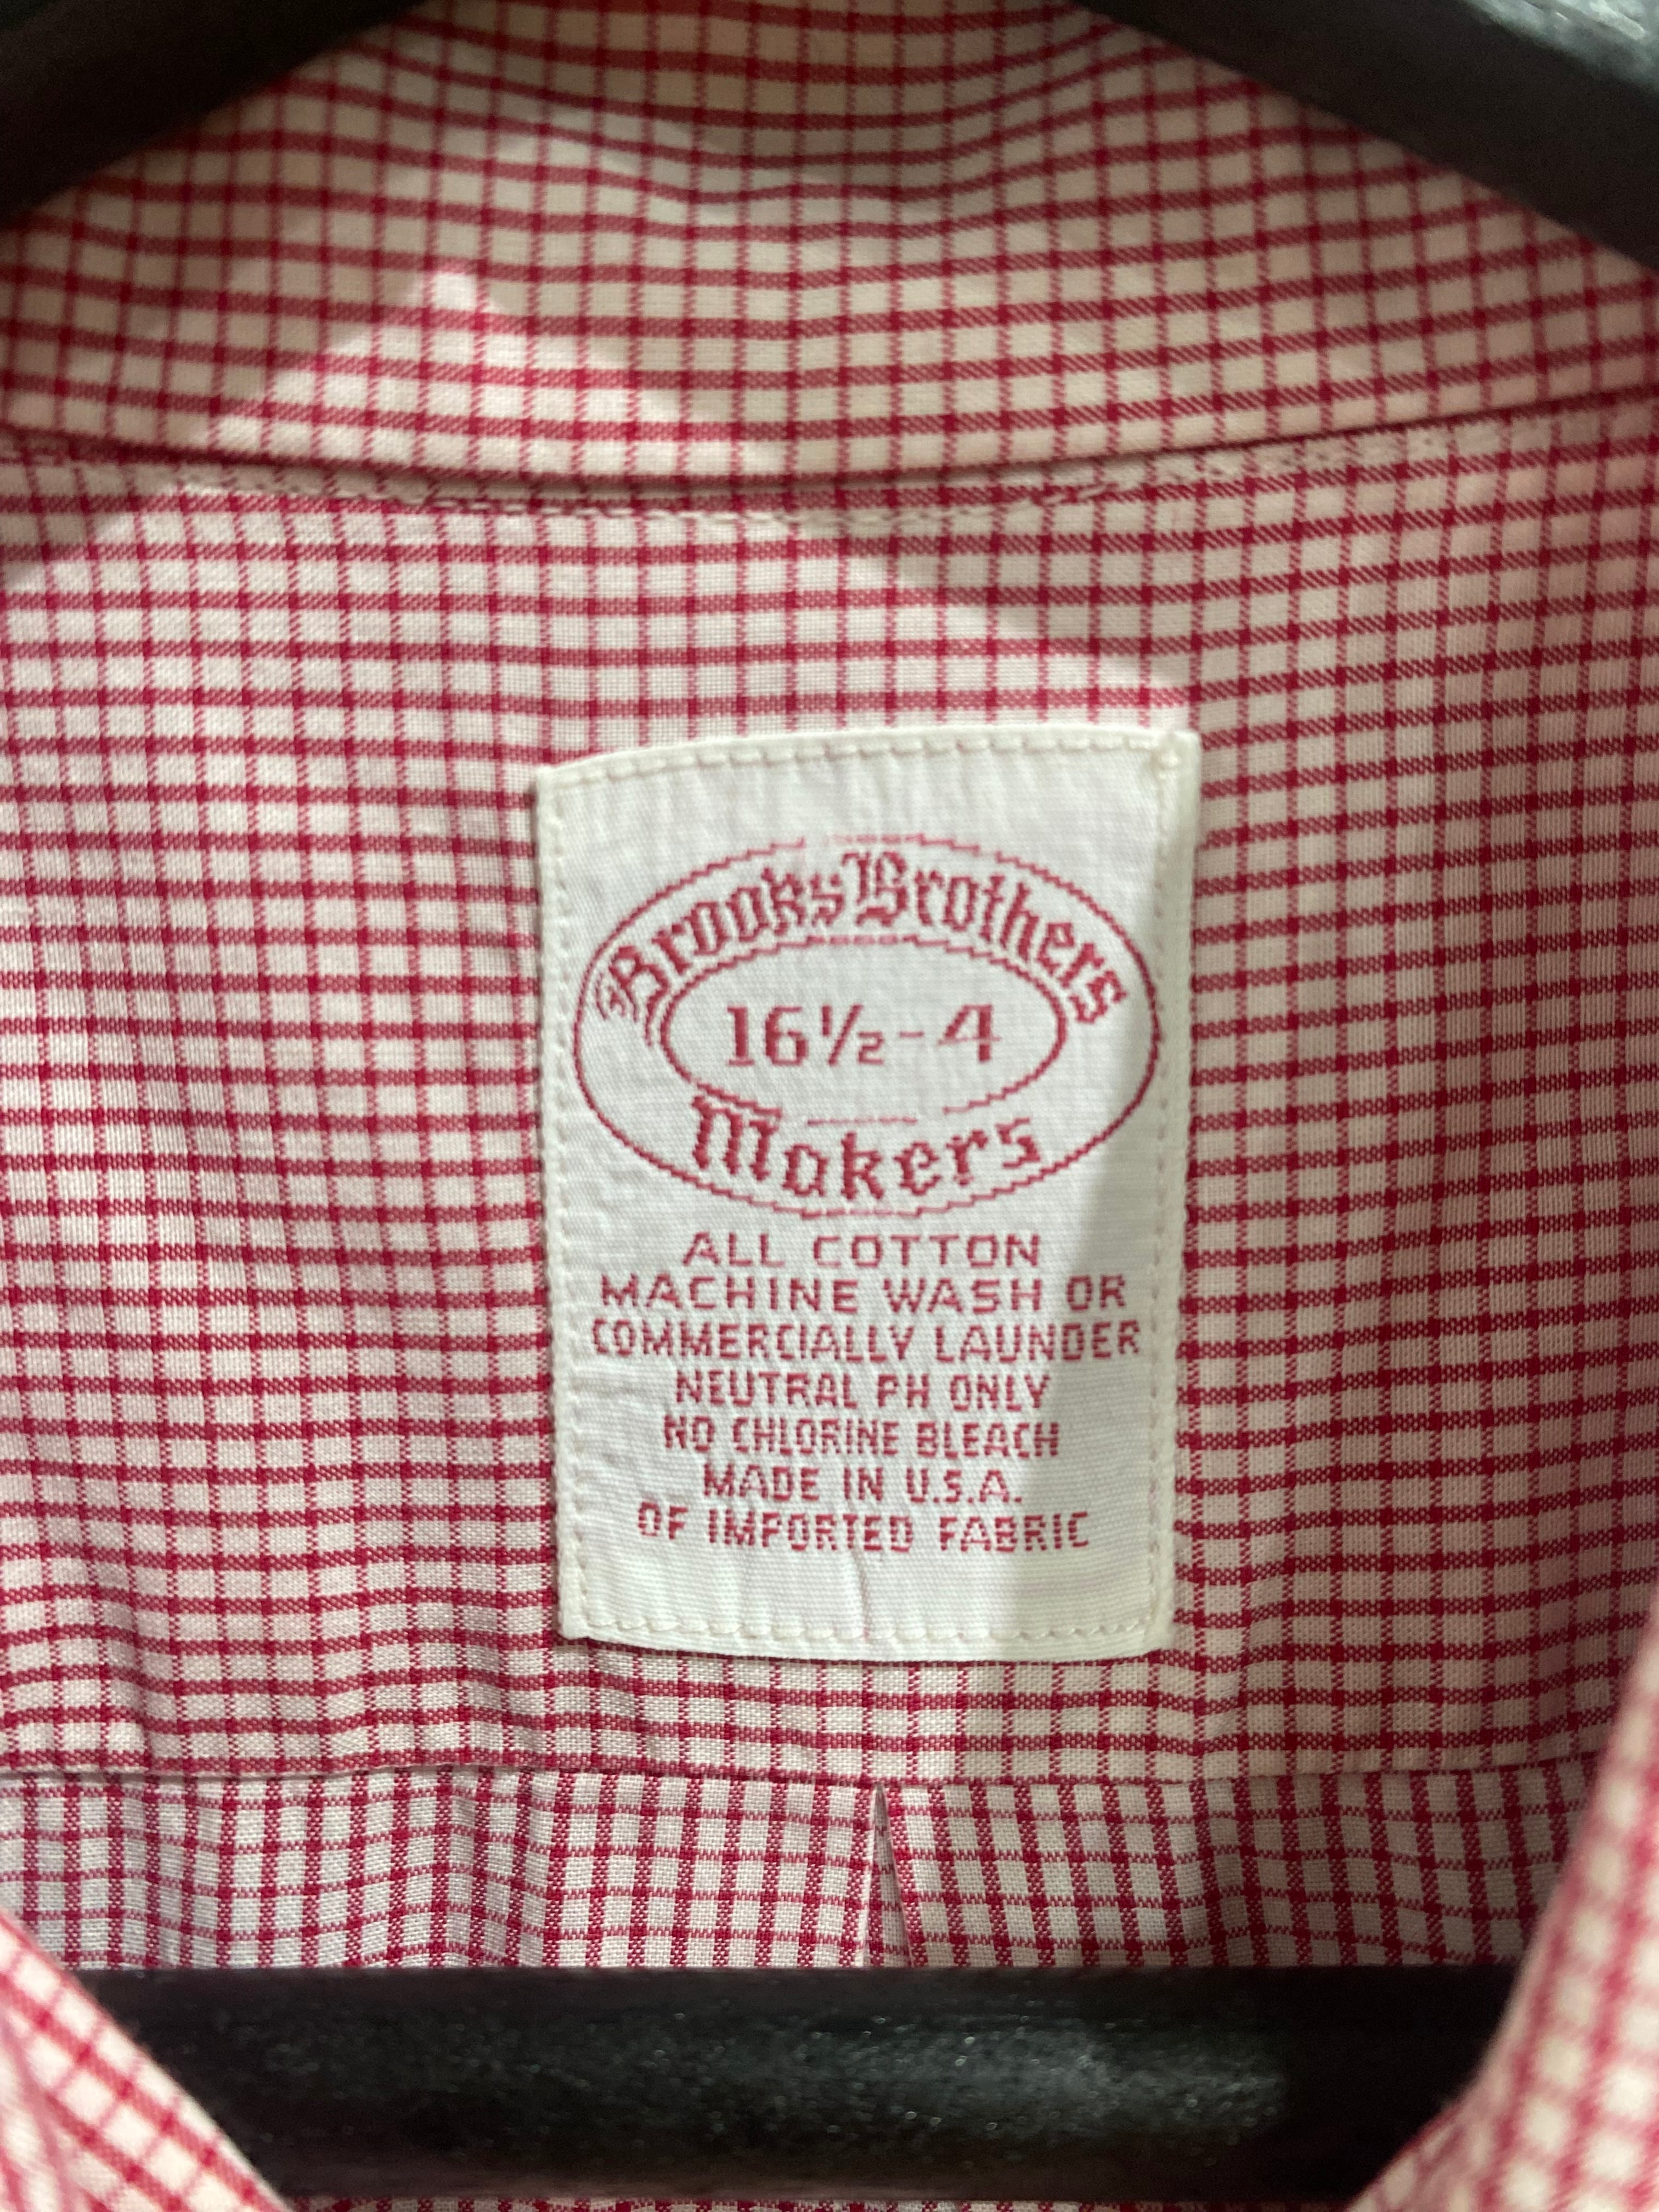 Brooks Brothers
16½-4
Makers
ALL COTTON
MACHINE WASH OR
COMMERCIALLY LAUNDER
NEUTRAL PH ONLY
NO CHLORINE BLEACH
MADE IN U.S.A.
OF IMPORTED FABRIC